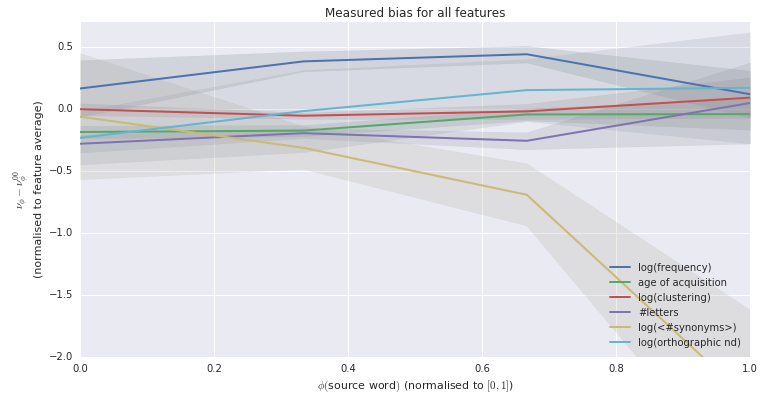 Measured bias for all features
0.5
0.0
−0.5
−1.0
−1.5
−2.0
0.0 0.2 0.4 0.6 0.8 1.0
ν_ϕ − ν_ϕ^00
(normalised to feature average)
ϕ(source word) (normalised to [0, 1])
log(frequency)
age of acquisition
log(clustering)
#letters
log(<#synonyms>)
log(orthographic nd)